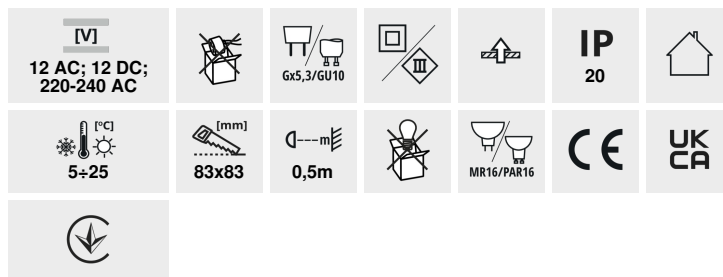 [V]
12 AC; 12 DC;
220-240 AC
Gx5,3/GU10
III
IP
20
[°C]
5÷25
[mm]
83x83
m
0,5m
MR16/PAR16
CE
UK
CA